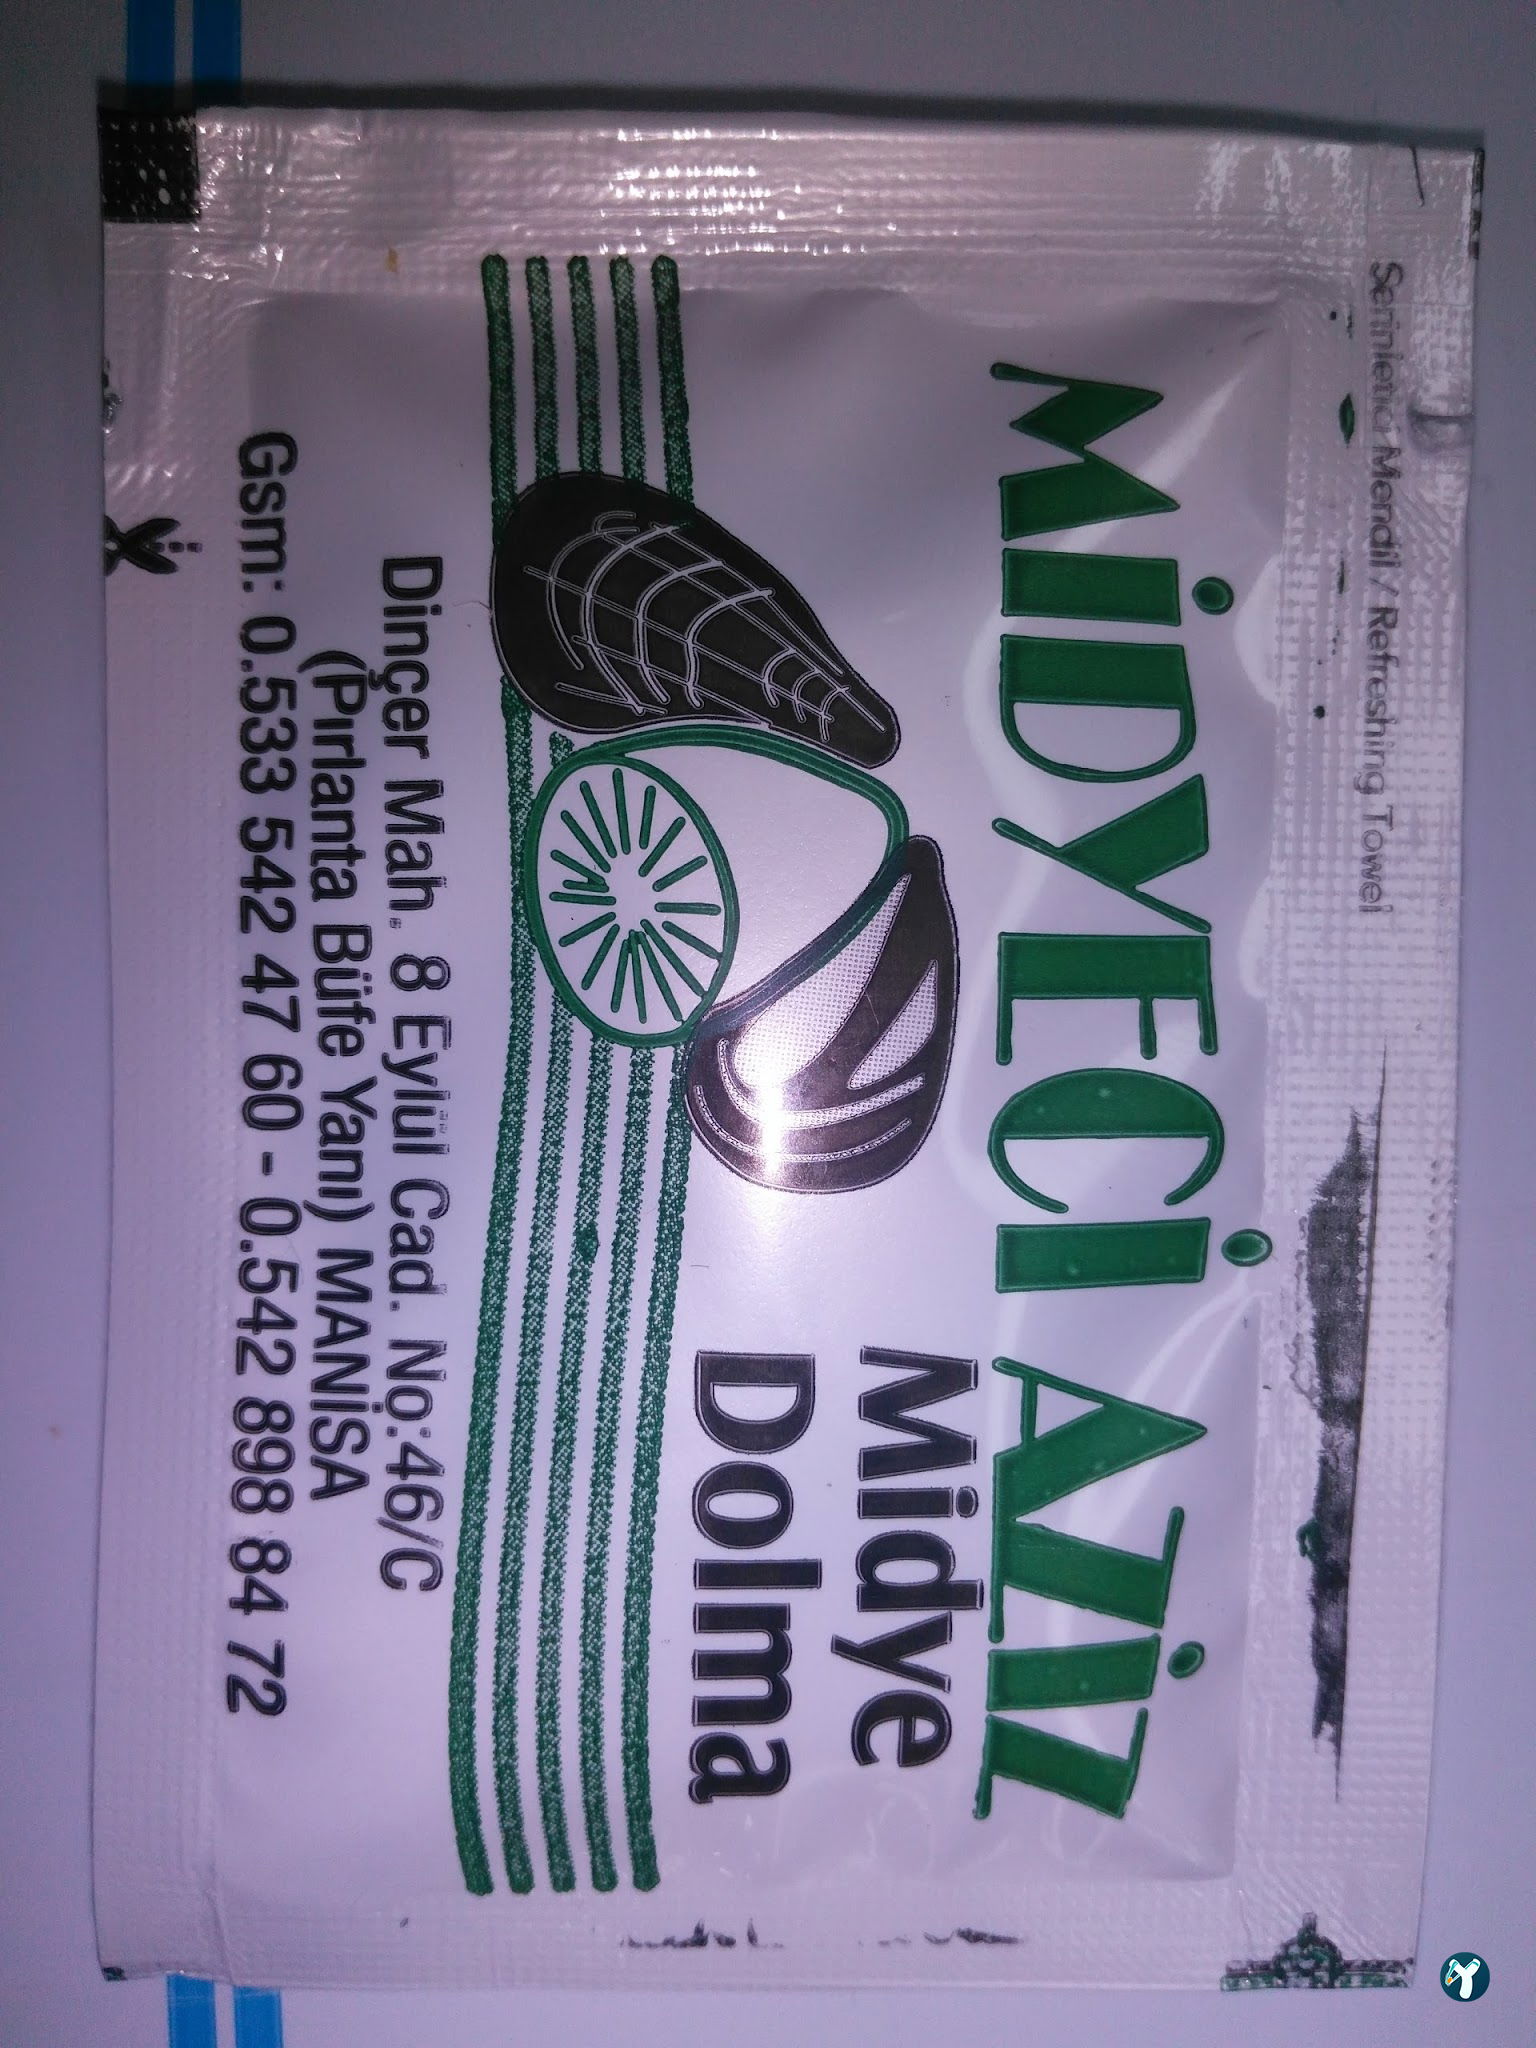 Serinletici Mendil / Refreshing Towel
MİDYECİ AZİZ
Midye
Dolma
Dinçer Mah. 8 Eylül Cad. No:46/C
(Pırlanta Büfe Yanı) MANİSA
Gsm: 0.533 542 47 60 - 0.542 898 84 72